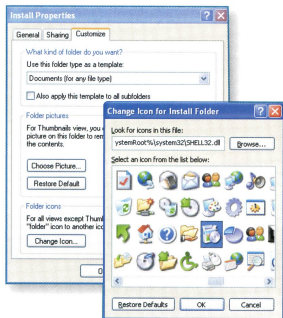 Install Properties
General Sharing Customize
What kind of folder do you want?
Use this folder type as a template:
Documents (for any file type)
Also apply this template to all subfolders
Folder pictures
For Thumbnails view, you
picture on this folder to rem
the contents.
Choose Picture...
Restore Default
Folder icons
For all views except Thumb
"folder" icon to another ico
Change Icon...
Change Icon for Install Folder
Look for icons in this file:
ystemRoot%\system32\SHELL32.dll
Browse...
Select an icon from the list below:
Restore Defaults OK Cancel